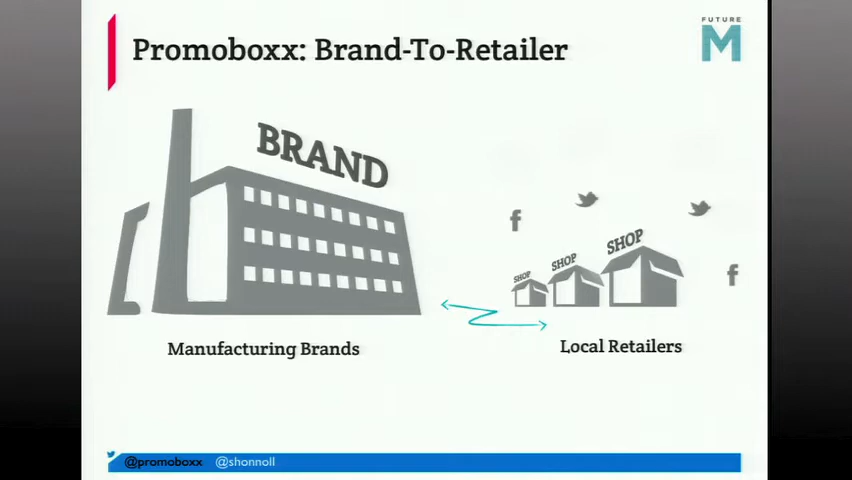 FUTURE
M
Promoboxx: Brand-To-Retailer
BRAND
SHOP
SHOP
SHOP
Manufacturing Brands
Local Retailers
@promoboxx @shonnoll